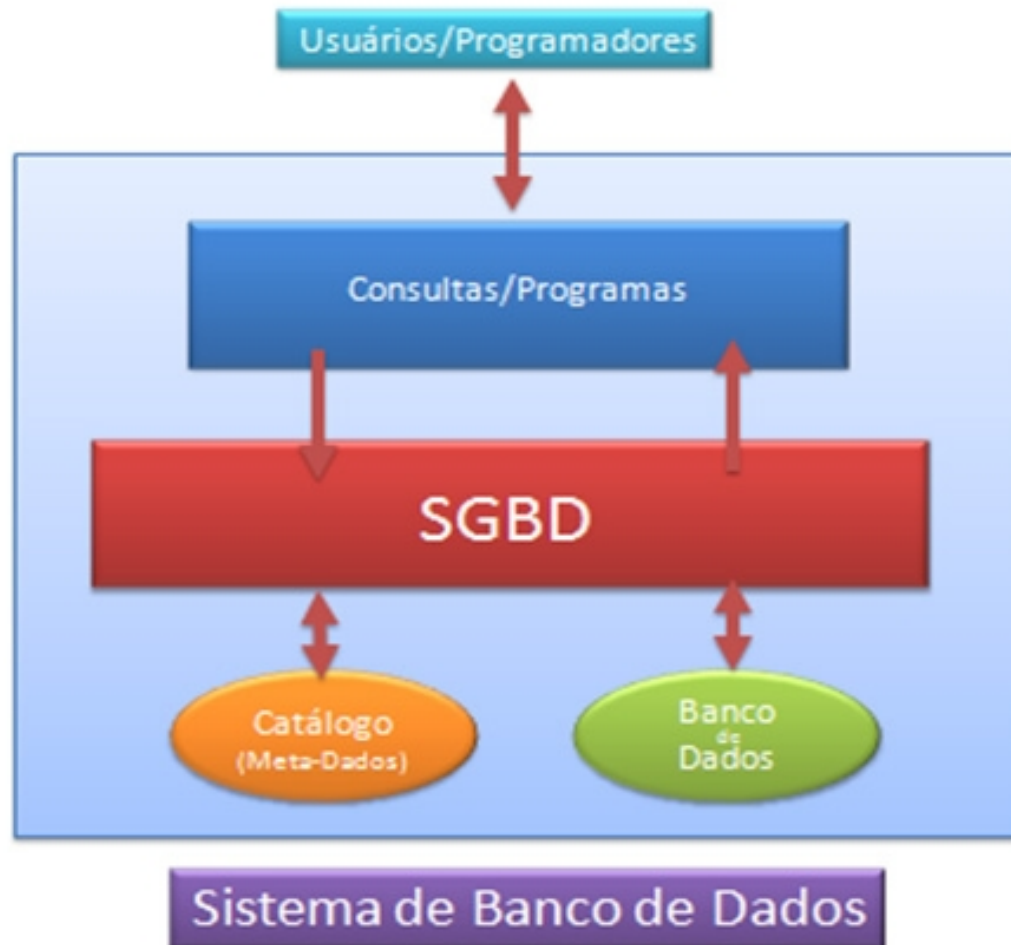 Usuários/Programadores
Consultas/Programas
SGBD
Catálogo
(Meta-Dados)
Banco
de
Dados
Sistema de Banco de Dados